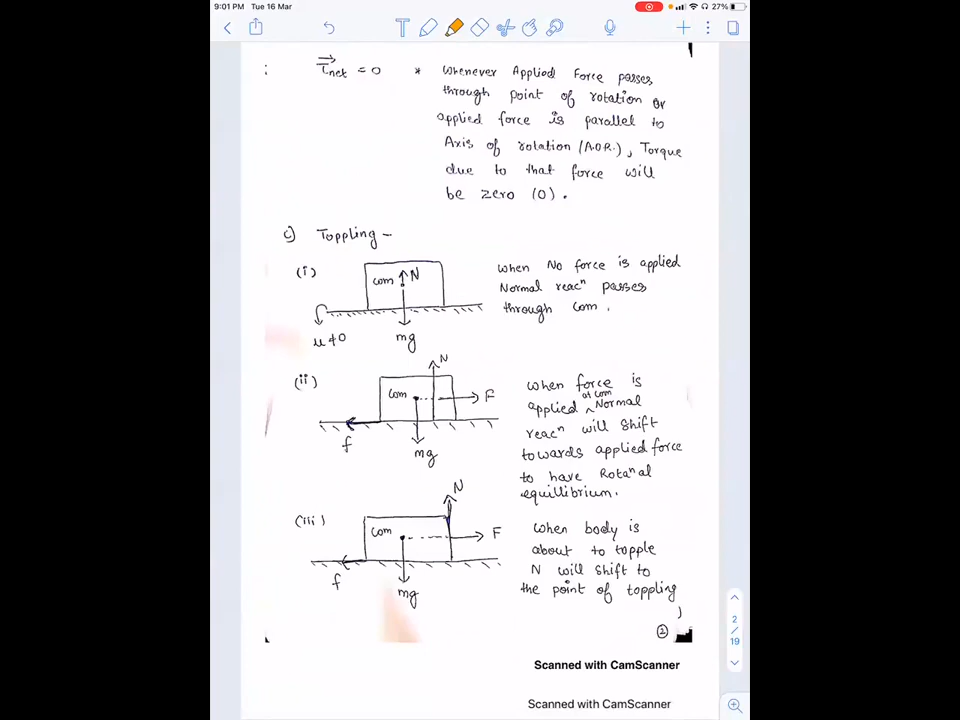 9:01 PM Tue 16 Mar
27%
T
:
τnet = 0
* Whenever Applied Force passes
through point of rotation or
applied force is parallel to
Axis of rotation (A.O.R.), Torque
due to that force will
be zero (0).
c) Toppling -
(i)
com
N
mg
μ≠0
when No force is applied
Normal reacⁿ passes
through com.
(ii)
com
N
F
f
mg
when force is
applied at com Normal
reacⁿ will shift
towards applied force
to have Rotaⁿal
equillibrium.
(iii)
com
N
F
f
mg
when body is
about to topple
N will shift to
the point of toppling
②
2
/
19
Scanned with CamScanner
Scanned with CamScanner